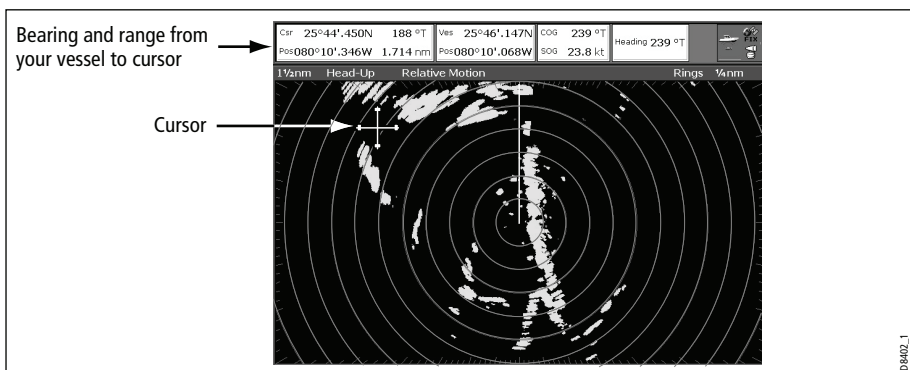 Bearing and range from
your vessel to cursor
Csr 25°44'.450N 188 °T
Pos080°10'.346W 1.714 nm
Ves 25°46'.147N
Pos080°10'.068W
COG 239 °T
SOG 23.8 kt
Heading 239 °T
FIX
1½nm Head-Up Relative Motion Rings ¼nm
Cursor
D8402_1